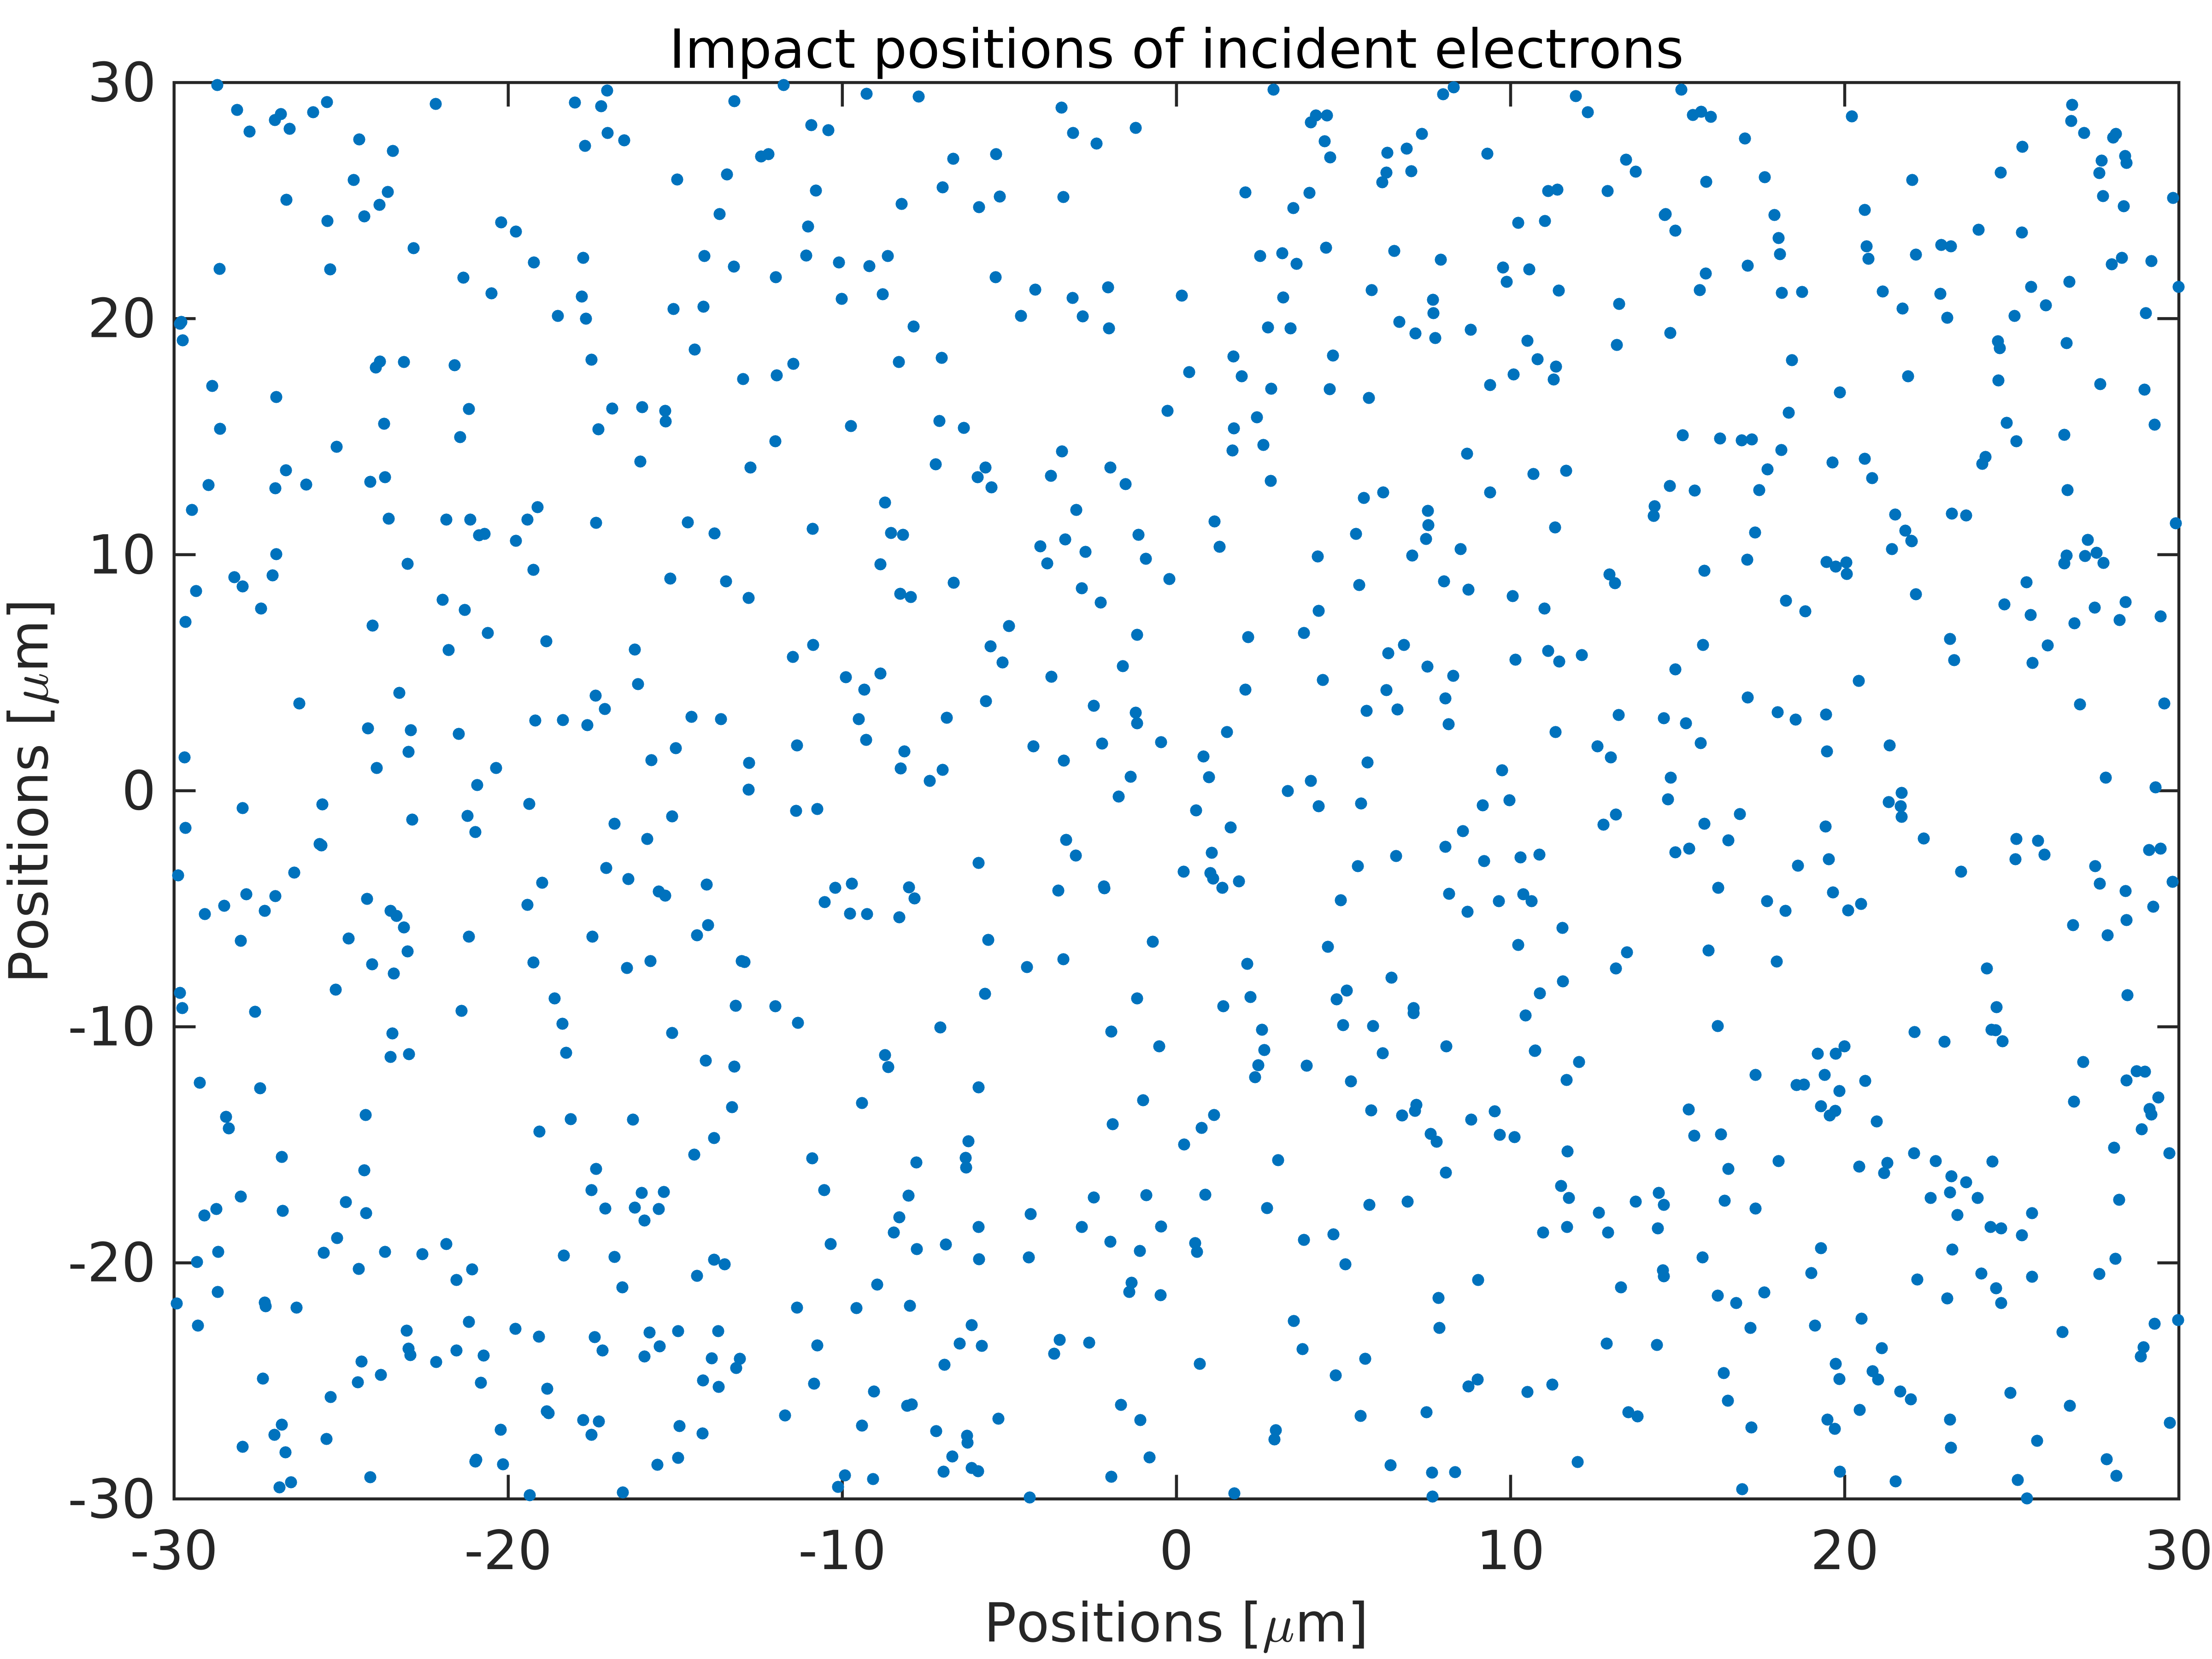 Impact positions of incident electrons
30
20
10
0
-10
-20
-30
Positions [μm]
-30 -20 -10 0 10 20 30
Positions [μm]